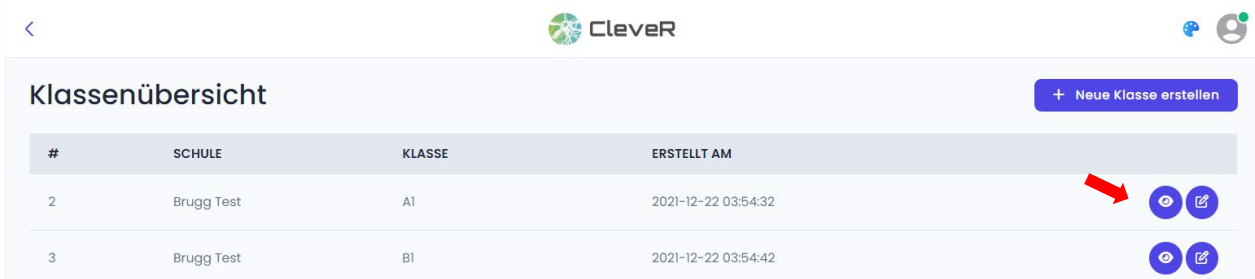 CleveR
Klassenübersicht
+ Neue Klasse erstellen
# SCHULE KLASSE ERSTELLT AM
2 Brugg Test A1 2021-12-22 03:54:32
3 Brugg Test B1 2021-12-22 03:54:42